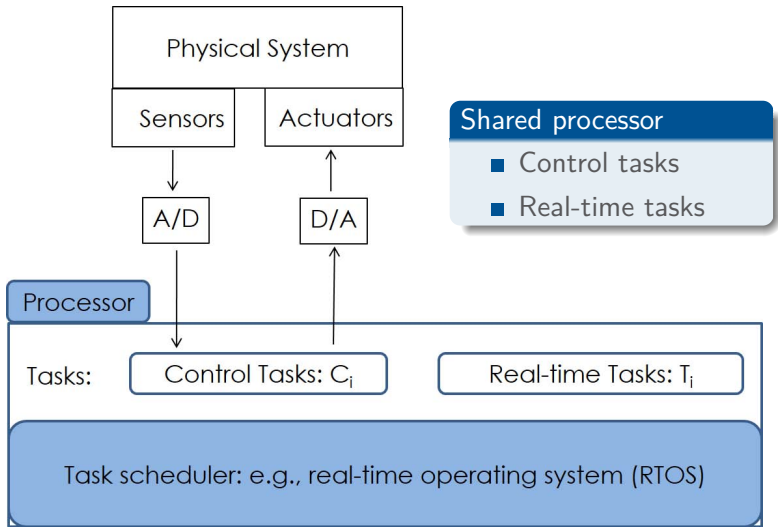 Physical System
Sensors
Actuators
Shared processor
Control tasks
Real-time tasks
A/D
D/A
Processor
Tasks:
Control Tasks: Cᵢ
Real-time Tasks: Tᵢ
Task scheduler: e.g., real-time operating system (RTOS)